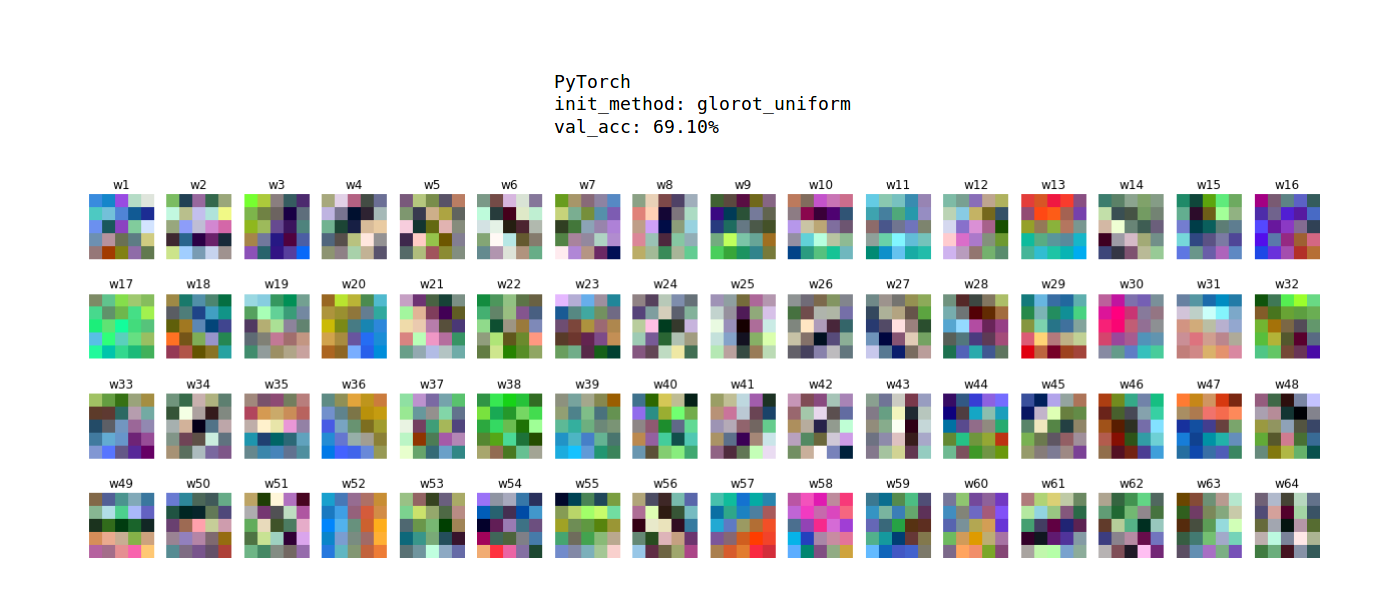 PyTorch
init_method: glorot_uniform
val_acc: 69.10%
w1 w2 w3 w4 w5 w6 w7 w8 w9 w10 w11 w12 w13 w14 w15 w16
w17 w18 w19 w20 w21 w22 w23 w24 w25 w26 w27 w28 w29 w30 w31 w32
w33 w34 w35 w36 w37 w38 w39 w40 w41 w42 w43 w44 w45 w46 w47 w48
w49 w50 w51 w52 w53 w54 w55 w56 w57 w58 w59 w60 w61 w62 w63 w64